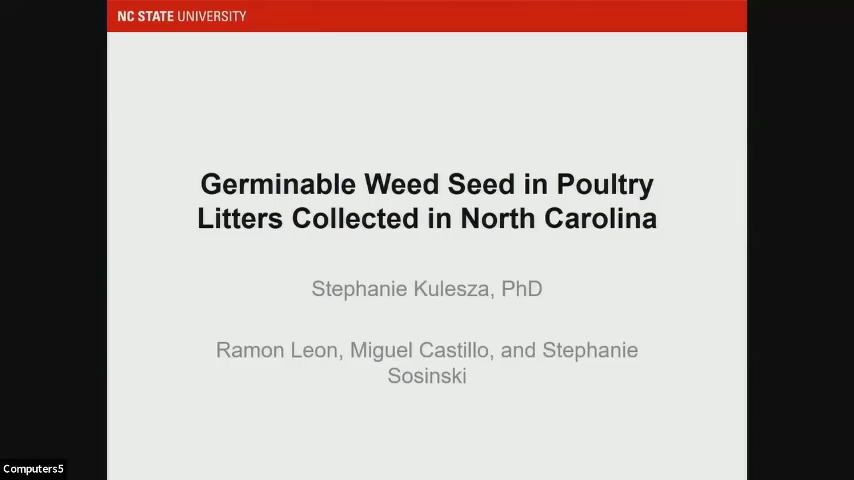 NC STATE UNIVERSITY
Germinable Weed Seed in Poultry
Litters Collected in North Carolina
Stephanie Kulesza, PhD
Ramon Leon, Miguel Castillo, and Stephanie
Sosinski
Computers5